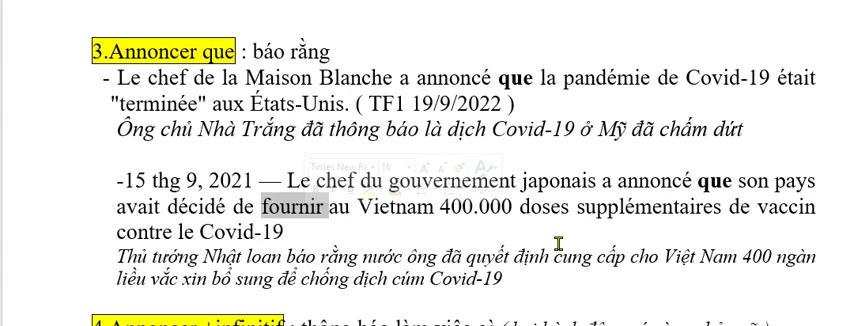 3.Annoncer que : báo rằng
- Le chef de la Maison Blanche a annoncé que la pandémie de Covid-19 était
"terminée" aux États-Unis. ( TF1 19/9/2022 )
Ông chủ Nhà Trắng đã thông báo là dịch Covid-19 ở Mỹ đã chấm dứt
Times New Ro 16
-15 thg 9, 2021 — Le chef du gouvernement japonais a annoncé que son pays
avait décidé de fournir au Vietnam 400.000 doses supplémentaires de vaccin
contre le Covid-19
Thủ tướng Nhật loan báo rằng nước ông đã quyết định cung cấp cho Việt Nam 400 ngàn
liều vắc xin bổ sung để chống dịch cúm Covid-19